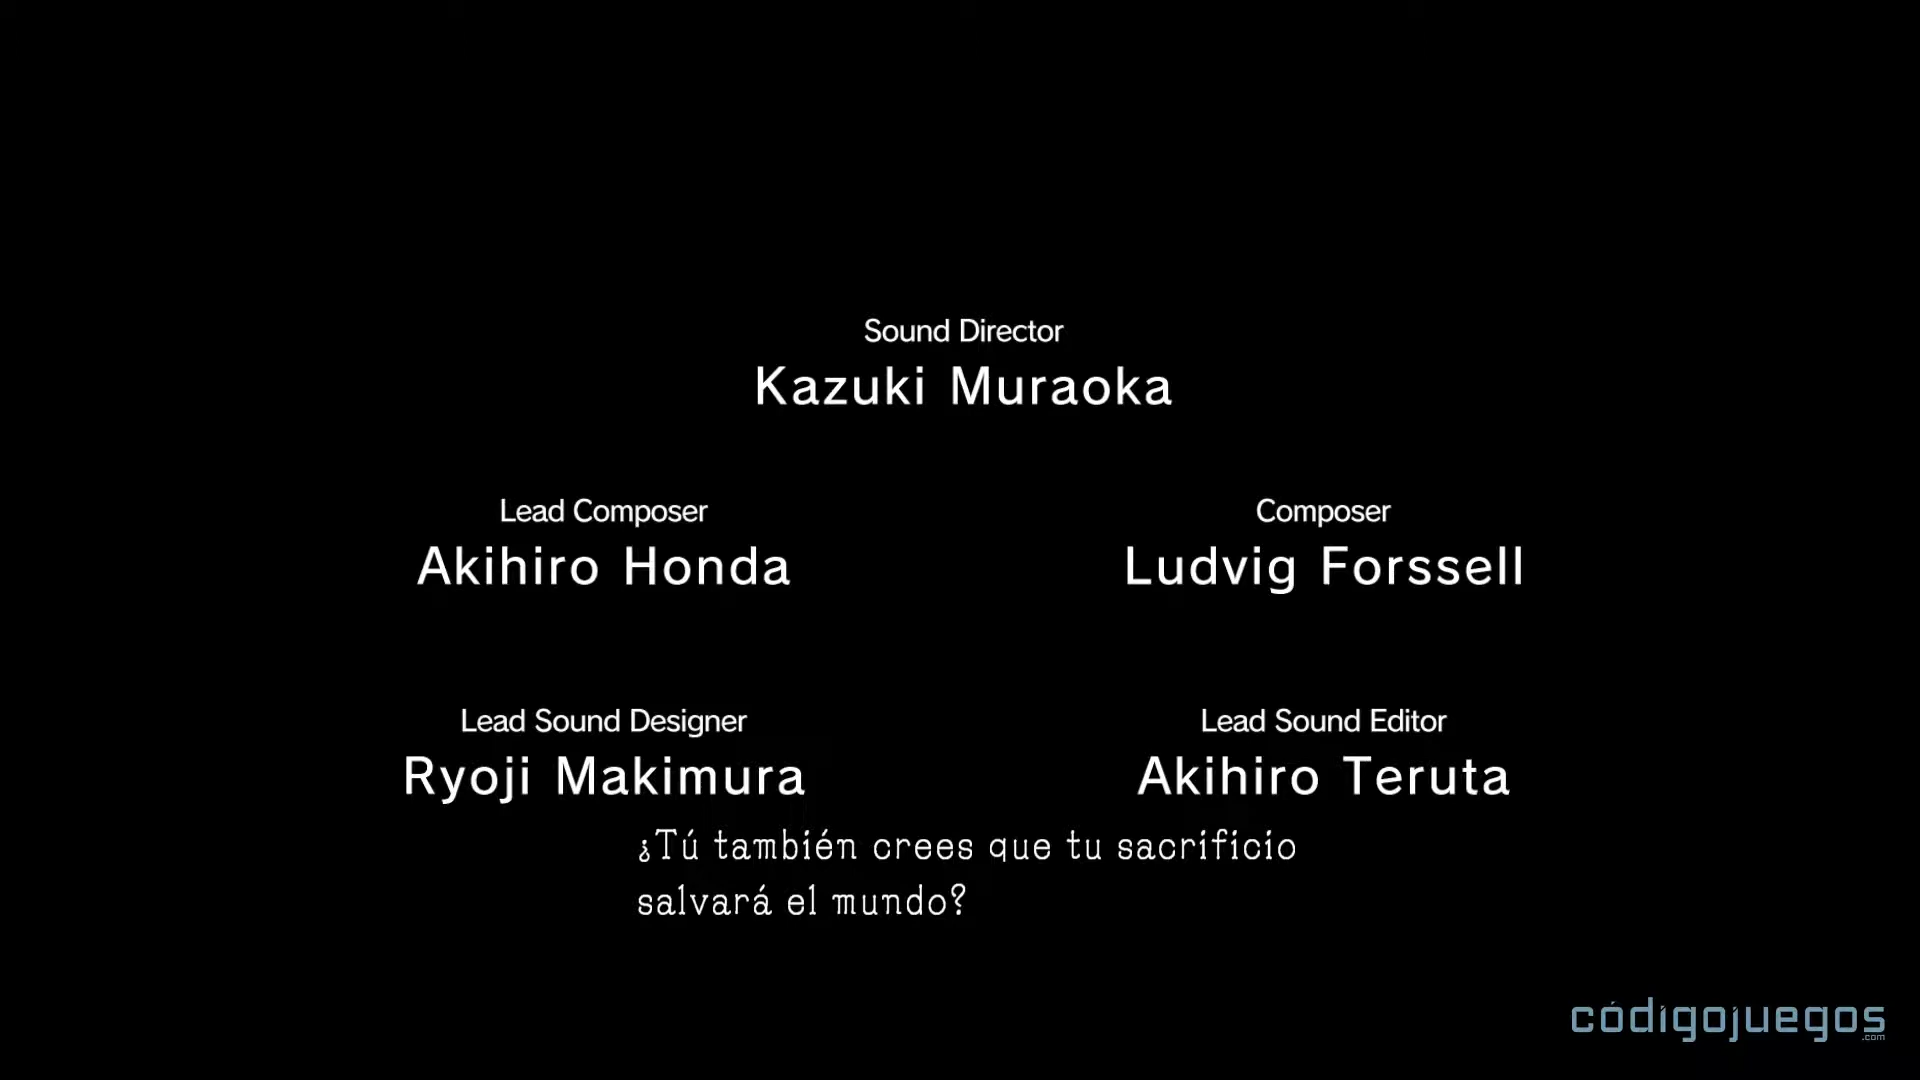 Sound Director
Kazuki Muraoka
Lead Composer
Akihiro Honda
Composer
Ludvig Forssell
Lead Sound Designer
Ryoji Makimura
Lead Sound Editor
Akihiro Teruta
¿Tú también crees que tu sacrificio
salvará el mundo?
códigojuegos
.com